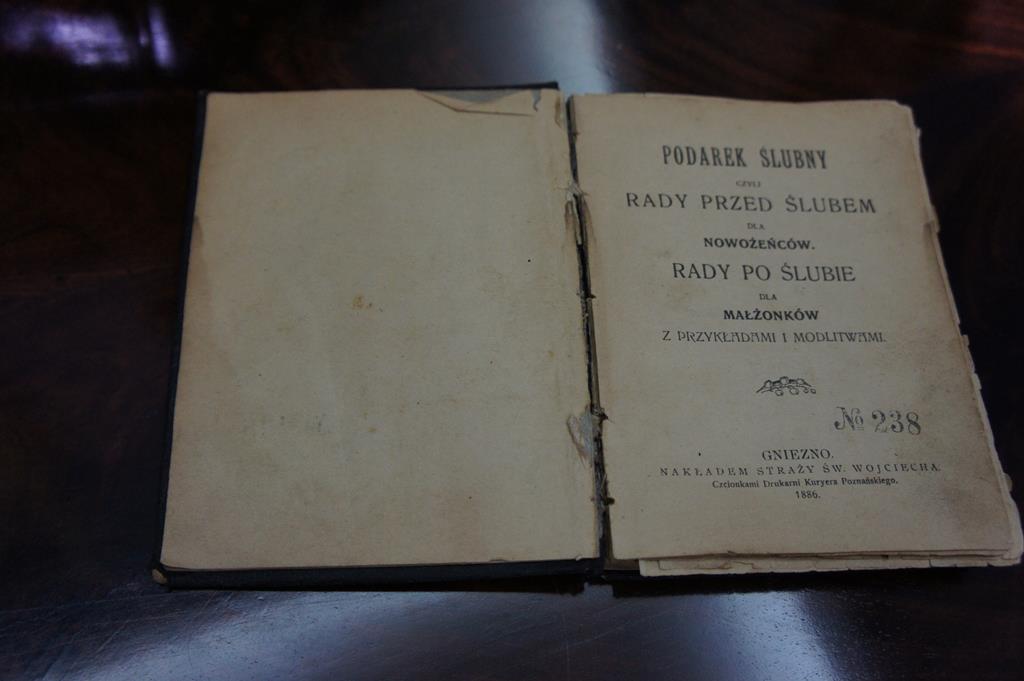 PODAREK ŚLUBNY
CZYLI
RADY PRZED ŚLUBEM
DLA
NOWOŻEŃCÓW.
RADY PO ŚLUBIE
DLA
MAŁŻONKÓW
Z PRZYKŁADAMI I MODLITWAMI.
№ 238
GNIEZNO.
NAKŁADEM STRAŻY ŚW. WOJCIECHA.
Czcionkami Drukarni Kuryera Poznańskiego.
1886.